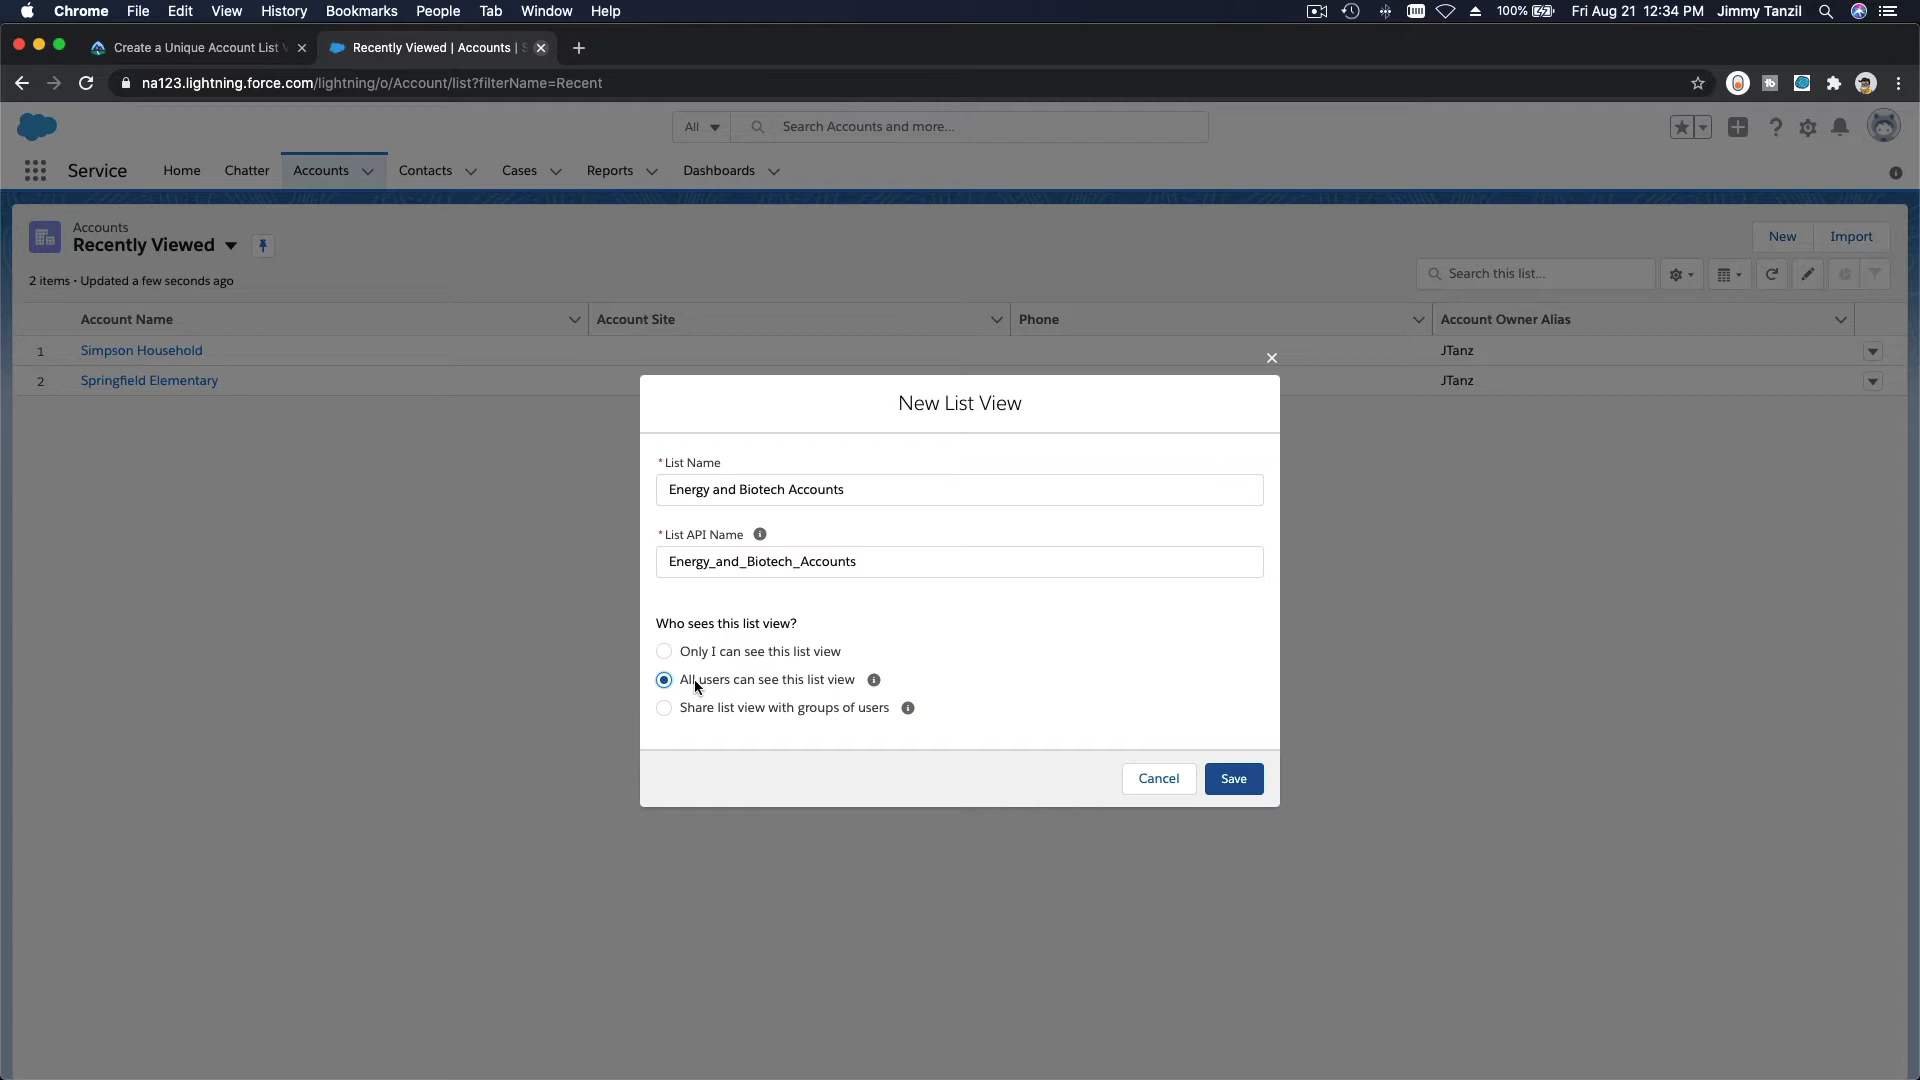 Chrome File Edit View History Bookmarks People Tab Window Help 100% Fri Aug 21 12:34 PM Jimmy Tanzil
Create a Unique Account List Recently Viewed | Accounts |
na123.lightning.force.com/lightning/o/Account/list?filterName=Recent
All Search Accounts and more...
Service Home Chatter Accounts Contacts Cases Reports Dashboards
Accounts
Recently Viewed
New Import
2 items • Updated a few seconds ago
Search this list...
Account Name Account Site Phone Account Owner Alias
1 Simpson Household JTanz
2 Springfield Elementary JTanz
New List View
*List Name
Energy and Biotech Accounts
*List API Name
Energy_and_Biotech_Accounts
Who sees this list view?
Only I can see this list view
All users can see this list view
Share list view with groups of users
Cancel Save